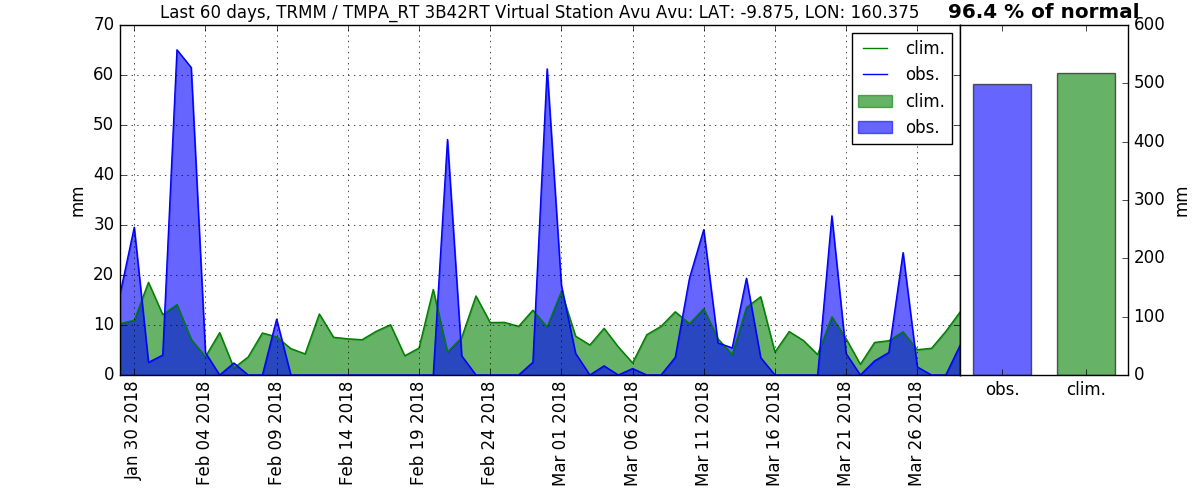 Last 60 days, TRMM / TMPA_RT 3B42RT Virtual Station Avu Avu: LAT: -9.875, LON: 160.375
96.4 % of normal
70
60
50
40
30
20
10
0
mm
clim.
obs.
clim.
obs.
Jan 30 2018
Feb 04 2018
Feb 09 2018
Feb 14 2018
Feb 19 2018
Feb 24 2018
Mar 01 2018
Mar 06 2018
Mar 11 2018
Mar 16 2018
Mar 21 2018
Mar 26 2018
600
500
400
300
200
100
0
mm
obs.
clim.